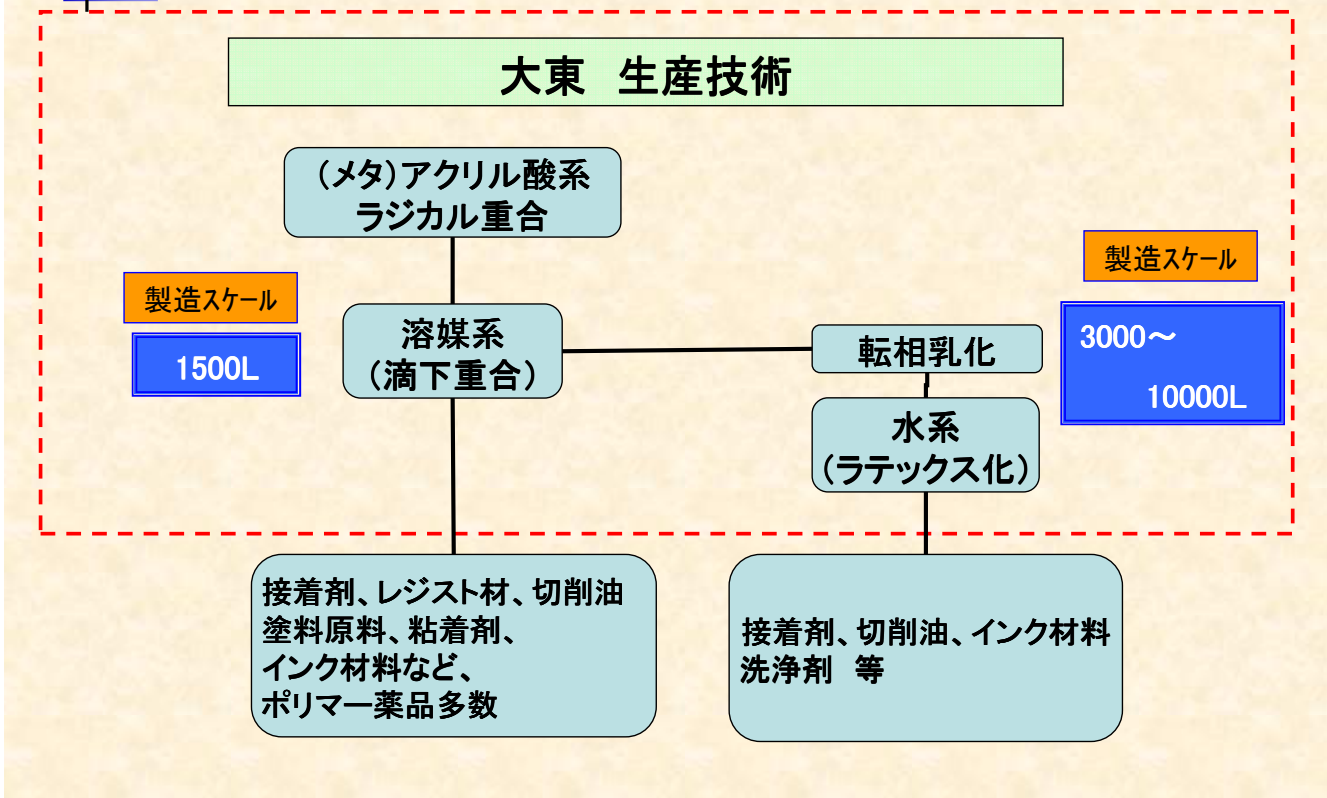 大東　生産技術
（メタ）アクリル酸系
ラジカル重合
製造スケール
1500L
溶媒系
（滴下重合）
転相乳化
水系
（ラテックス化）
製造スケール
3000～
10000L
接着剤、レジスト材、切削油
塗料原料、粘着剤、
インク材料など、
ポリマー薬品多数
接着剤、切削油、インク材料
洗浄剤　等